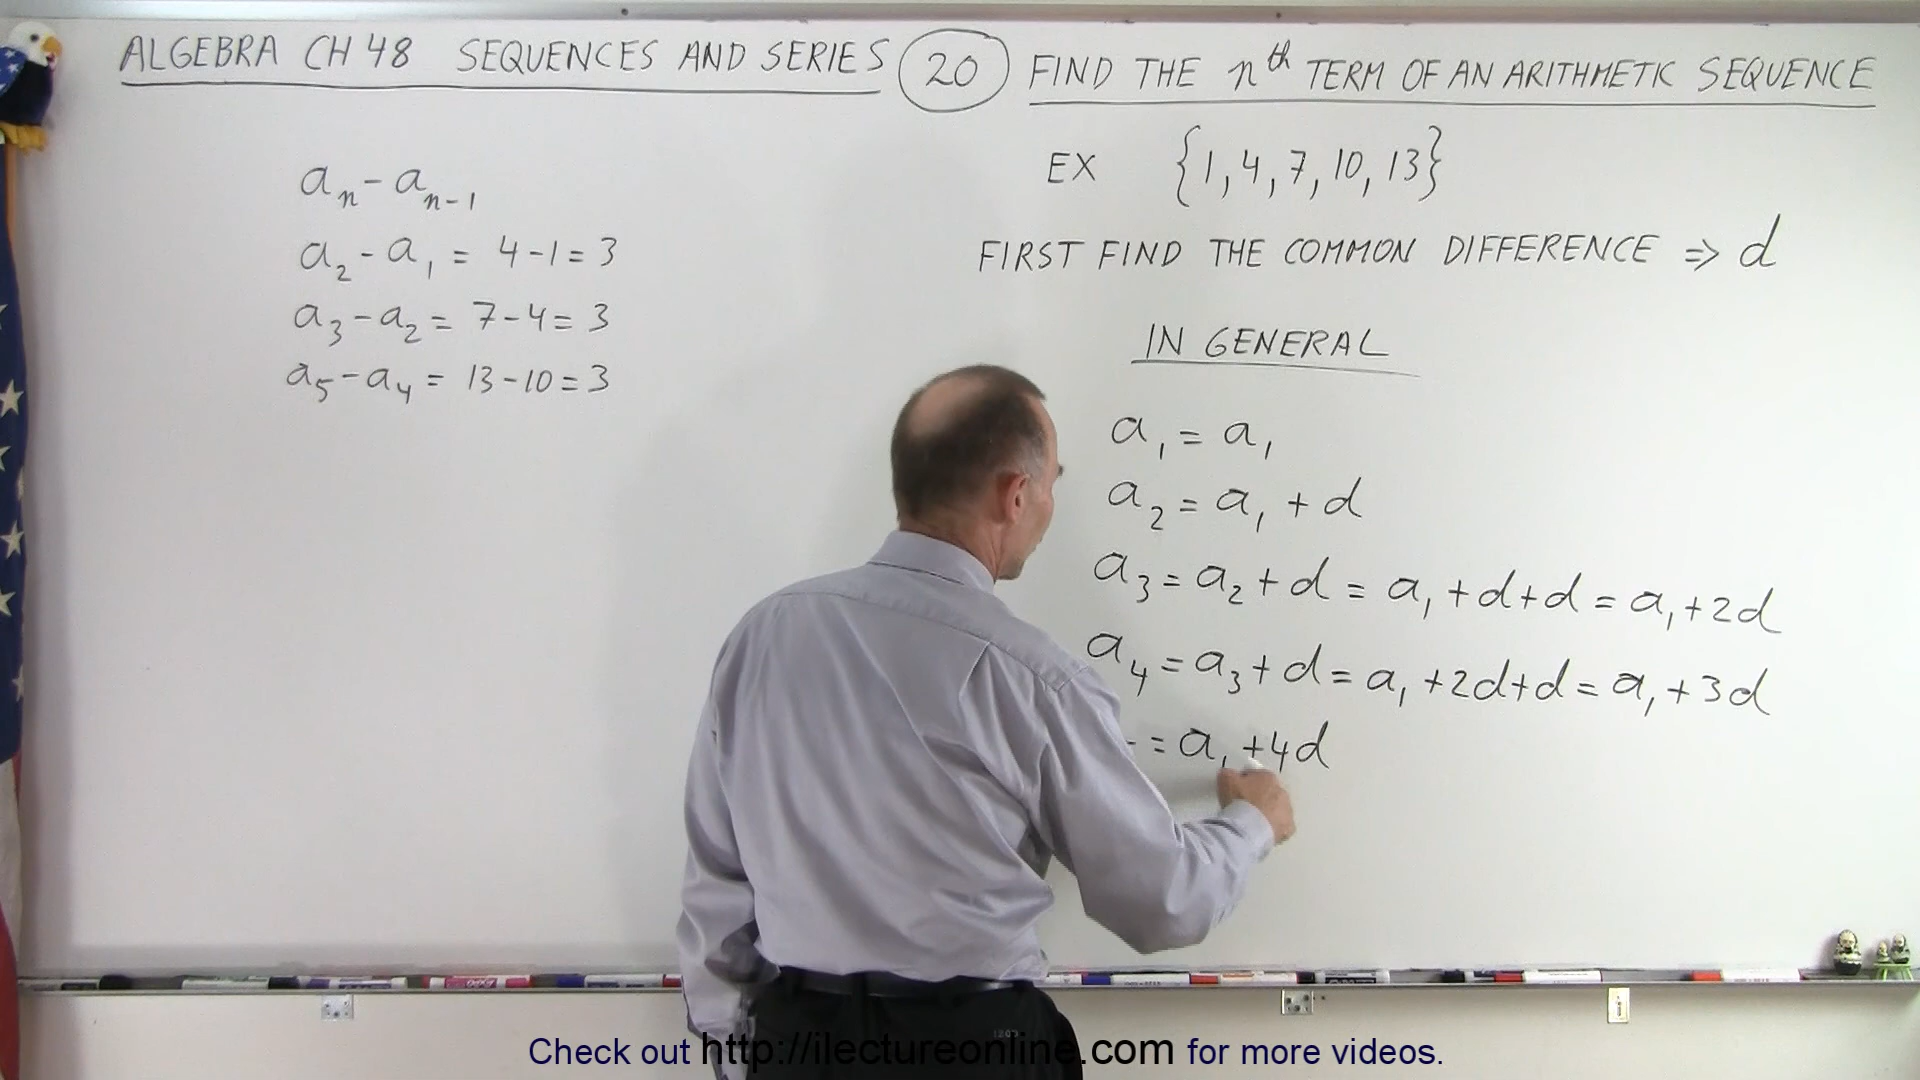 ALGEBRA CH 48 SEQUENCES AND SERIES 20 FIND THE nth TERM OF AN ARITHMETIC SEQUENCE
aₙ - aₙ₋₁
a₂ - a₁ = 4 - 1 = 3
a₃ - a₂ = 7 - 4 = 3
a₅ - a₄ = 13 - 10 = 3
EX {1, 4, 7, 10, 13}
FIRST FIND THE COMMON DIFFERENCE ⇒ d
IN GENERAL
a₁ = a₁
a₂ = a₁ + d
a₃ = a₂ + d = a₁ + d + d = a₁ + 2d
a₄ = a₃ + d = a₁ + 2d + d = a₁ + 3d
= a₁ + 4d
Check out http://ilectureonline.com for more videos.